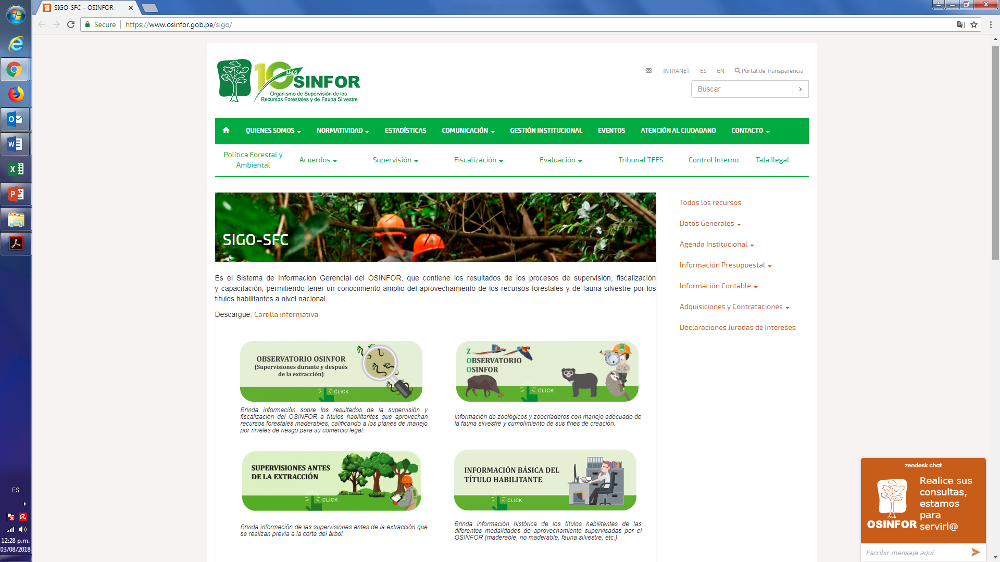 SIGO-SFC – OSINFOR
Secure
https://www.osinfor.gob.pe/sigo/
10 AÑOS
OSINFOR
Organismo de Supervisión de los
Recursos Forestales y de Fauna Silvestre
INTRANET ES EN Portal de Transparencia
Buscar
QUIENES SOMOS NORMATIVIDAD ESTADÍSTICAS COMUNICACIÓN GESTIÓN INSTITUCIONAL EVENTOS ATENCIÓN AL CIUDADANO CONTACTO
Política Forestal y
Ambiental
Acuerdos Supervisión Fiscalización Evaluación Tribunal TFFS Control Interno Tala Ilegal
SIGO-SFC
Es el Sistema de Información Gerencial del OSINFOR, que contiene los resultados de los procesos de supervisión, fiscalización
y capacitación, permitiendo tener un conocimiento amplio del aprovechamiento de los recursos forestales y de fauna silvestre por los
títulos habilitantes a nivel nacional.
Descargue: Cartilla informativa
OBSERVATORIO OSINFOR
(Supervisiones durante y después
de la extracción)
CLICK
Brinda información sobre los resultados de la supervisión y
fiscalización del OSINFOR a títulos habilitantes que aprovechan
recursos forestales maderables, calificando a los planes de manejo
por niveles de riesgo para su comercio legal.
Z
OBSERVATORIO
OSINFOR
CLICK
Información de zoológicos y zoocriaderos con manejo adecuado de
la fauna silvestre y cumplimiento de sus fines de creación.
SUPERVISIONES ANTES
DE LA EXTRACCIÓN
CLICK
Brinda información de las supervisiones antes de la extracción que
se realizan previa a la corta del árbol.
INFORMACIÓN BÁSICA DEL
TÍTULO HABILITANTE
CLICK
Brinda información histórica de los títulos habilitantes de las
diferentes modalidades de aprovechamiento supervisadas por el
OSINFOR (maderable, no maderable, fauna silvestre, etc.).
Todos los recursos
Datos Generales
Agenda Institucional
Información Presupuestal
Información Contable
Adquisiciones y Contrataciones
Declaraciones Juradas de Intereses
zendesk chat
OSINFOR
Realice sus
consultas,
estamos
para
servirl@
Escribir mensaje aquí
ES
12:28 p.m.
03/08/2018